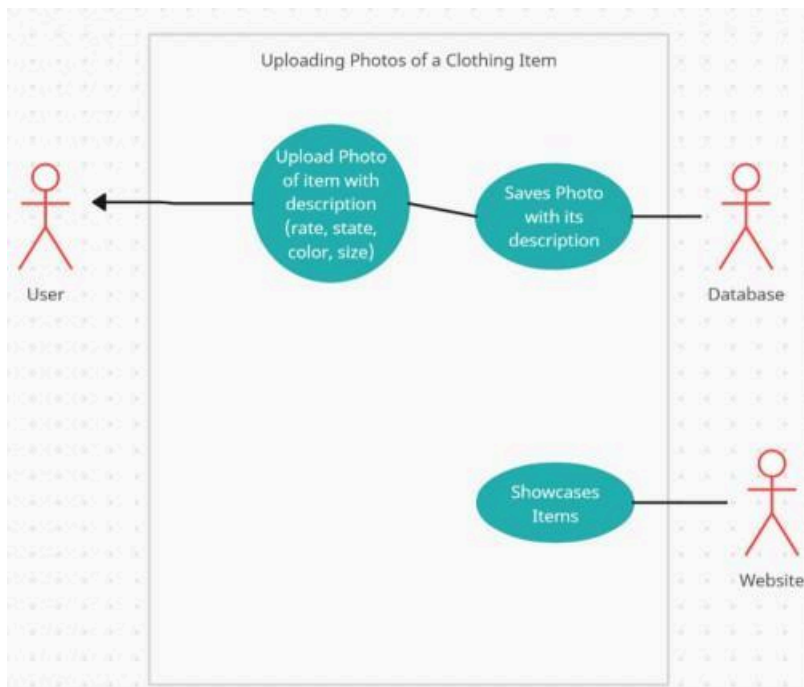 Uploading Photos of a Clothing Item
Upload Photo
of item with
description
(rate, state,
color, size)
Saves Photo
with its
description
User
Database
Showcases
Items
Website